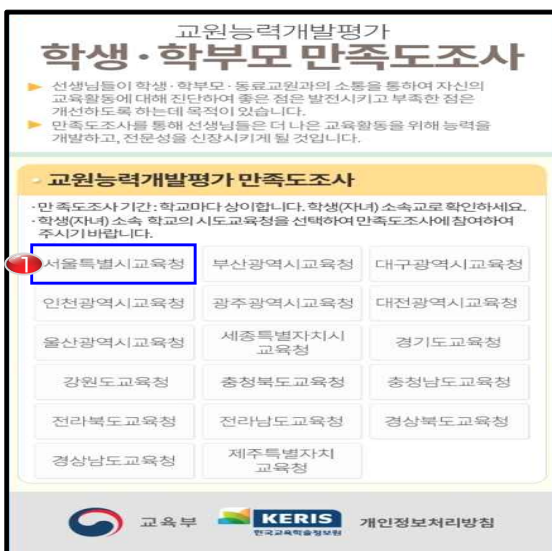 교원능력개발평가
학생·학부모 만족도조사
▶ 선생님들이 학생·학부모·동료교원과의 소통을 통하여 자신의
교육활동에 대해 진단하여 좋은 점은 발전시키고 부족한 점은
개선하도록 하는데 목적이 있습니다.
▶ 만족도조사를 통해 선생님들은 더 나은 교육활동을 위해 능력을
개발하고, 전문성을 신장시키게 될 것입니다.
· 교원능력개발평가 만족도조사
·만 족도조사 기간 : 학교마다 상이합니다. 학생(자녀) 소속교로 확인하세요.
·학생(자녀) 소속 학교의 시도교육청을 선택하여 만족도조사에 참여하여
주시기 바랍니다.
1 서울특별시교육청 부산광역시교육청 대구광역시교육청
인천광역시교육청 광주광역시교육청 대전광역시교육청
울산광역시교육청 세종특별자치시 경기도교육청
교육청
강원도교육청 충청북도교육청 충청남도교육청
전라북도교육청 전라남도교육청 경상북도교육청
경상남도교육청 제주특별자치
교육청
교육부 KERIS 개인정보처리방침
한국교육학술정보원